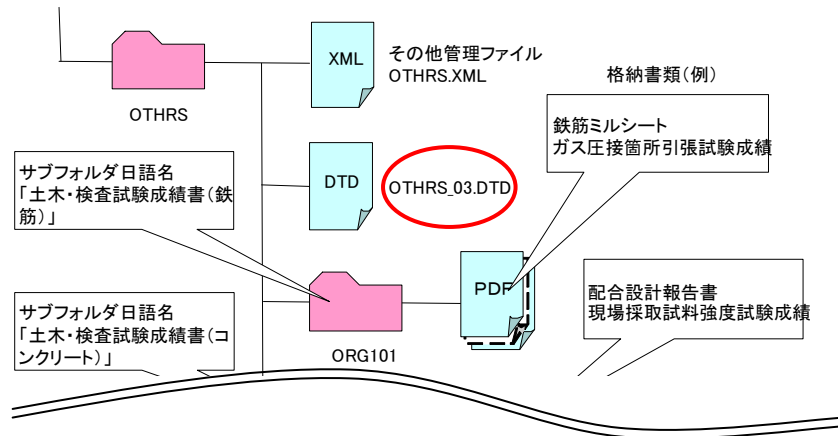 XML
その他管理ファイル
OTHRS.XML
OTHRS
格納書類（例）
鉄筋ミルシート
ガス圧接箇所引張試験成績
サブフォルダ日語名
「土木・検査試験成績書（鉄
筋）」
DTD
OTHRS_03.DTD
PDF
ORG101
サブフォルダ日語名
「土木・検査試験成績書（コ
ンクリート）」
配合設計報告書
現場採取試料強度試験成績